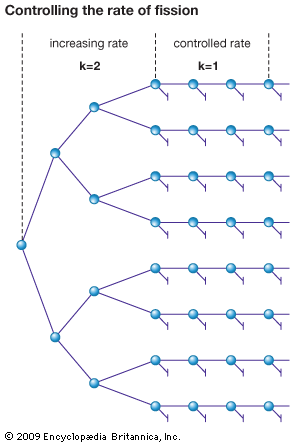 Controlling the rate of fission
increasing rate
controlled rate
k=2
k=1
© 2009 Encyclopædia Britannica, Inc.